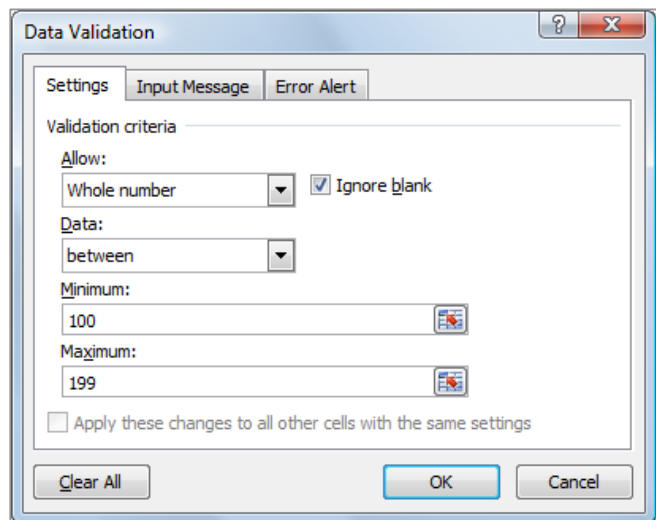 Data Validation
Settings Input Message Error Alert
Validation criteria
Allow:
Whole number Ignore blank
Data:
between
Minimum:
100
Maximum:
199
Apply these changes to all other cells with the same settings
Clear All OK Cancel